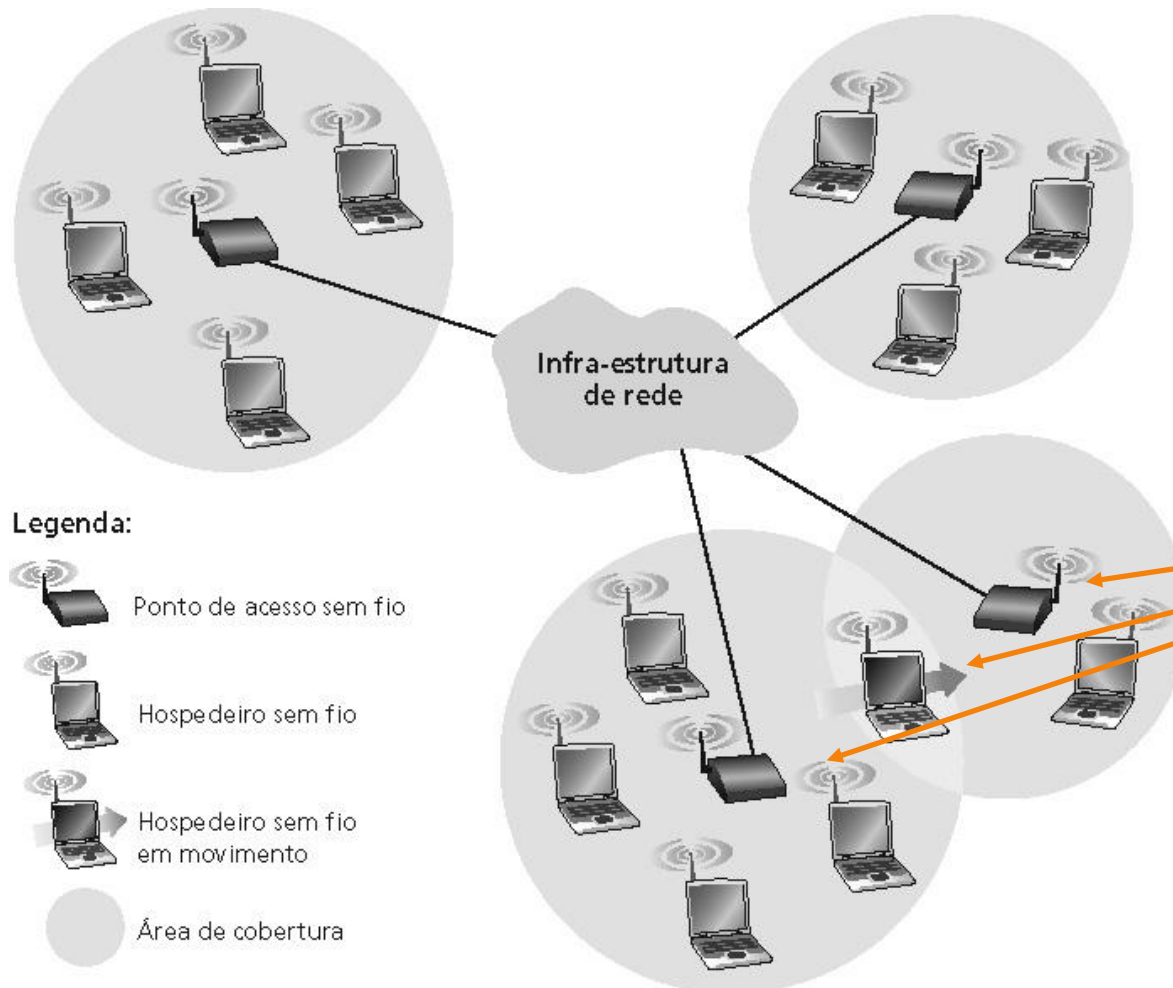 Infra-estrutura
de rede
Legenda:
Ponto de acesso sem fio
Hospedeiro sem fio
Hospedeiro sem fio
em movimento
Área de cobertura